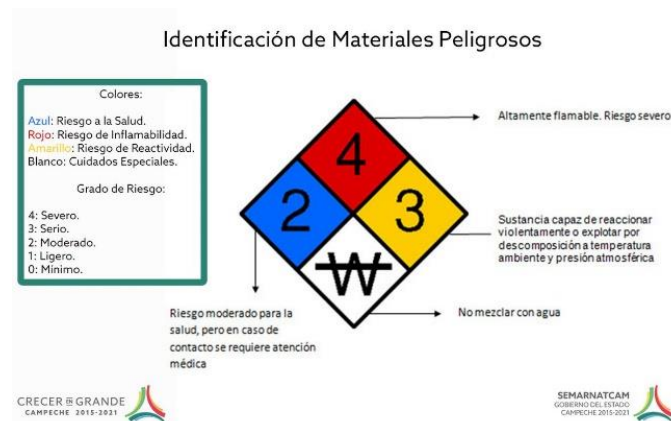 Identificación de Materiales Peligrosos
Colores:
Azul: Riesgo a la Salud.
Rojo: Riesgo de Inflamabilidad.
Amarillo: Riesgo de Reactividad.
Blanco: Cuidados Especiales.
Grado de Riesgo:
4: Severo.
3: Serio.
2: Moderado.
1: Ligero.
0: Mínimo.
4
2
3
W
Altamente flamable. Riesgo severo
Sustancia capaz de reaccionar
violentamente o explotar por
descomposición a temperatura
ambiente y presión atmosférica
No mezclar con agua
Riesgo moderado para la
salud, pero en caso de
contacto se requiere atención
médica
CRECER EN GRANDE
CAMPECHE 2015-2021
SEMARNATCAM
GOBIERNO DEL ESTADO
CAMPECHE 2015-2021